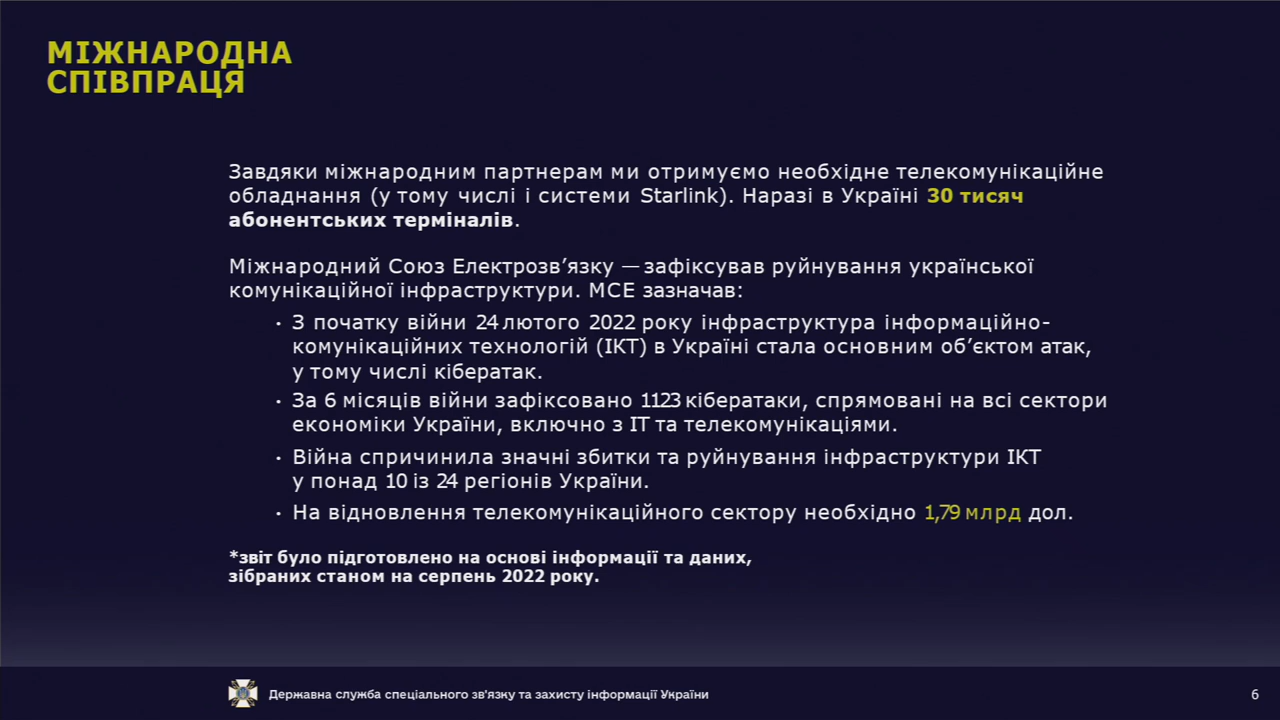 МІЖНАРОДНА
СПІВПРАЦЯ
Завдяки міжнародним партнерам ми отримуємо необхідне телекомунікаційне
обладнання (у тому числі і системи Starlink). Наразі в Україні 30 тисяч
абонентських терміналів.
Міжнародний Союз Електрозв’язку — зафіксував руйнування української
комунікаційної інфраструктури. МСЕ зазначав:
• З початку війни 24 лютого 2022 року інфраструктура інформаційно-
комунікаційних технологій (ІКТ) в Україні стала основним об’єктом атак,
у тому числі кібератак.
• За 6 місяців війни зафіксовано 1123 кібератаки, спрямовані на всі сектори
економіки України, включно з ІТ та телекомунікаціями.
• Війна спричинила значні збитки та руйнування інфраструктури ІКТ
у понад 10 із 24 регіонів України.
• На відновлення телекомунікаційного сектору необхідно 1,79 млрд дол.
*звіт було підготовлено на основі інформації та даних,
зібраних станом на серпень 2022 року.
Державна служба спеціального зв’язку та захисту інформації України
6